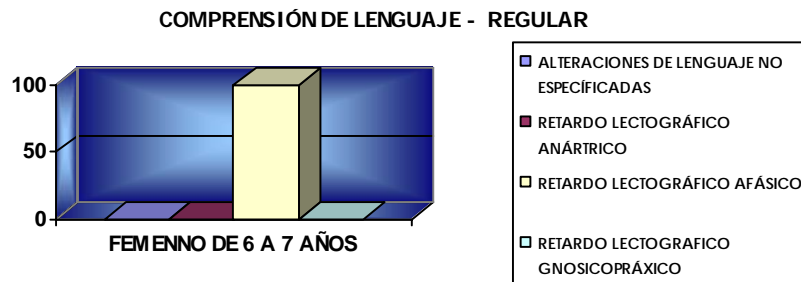 COMPRENSIÓN DE LENGUAJE - REGULAR
100
50
0
FEMENNO DE 6 A 7 AÑOS
ALTERACIONES DE LENGUAJE NO
ESPECÍFICADAS
RETARDO LECTOGRÁFICO
ANÁRTRICO
RETARDO LECTOGRÁFICO AFÁSICO
RETARDO LECTOGRAFICO
GNOSICOPRÁXICO